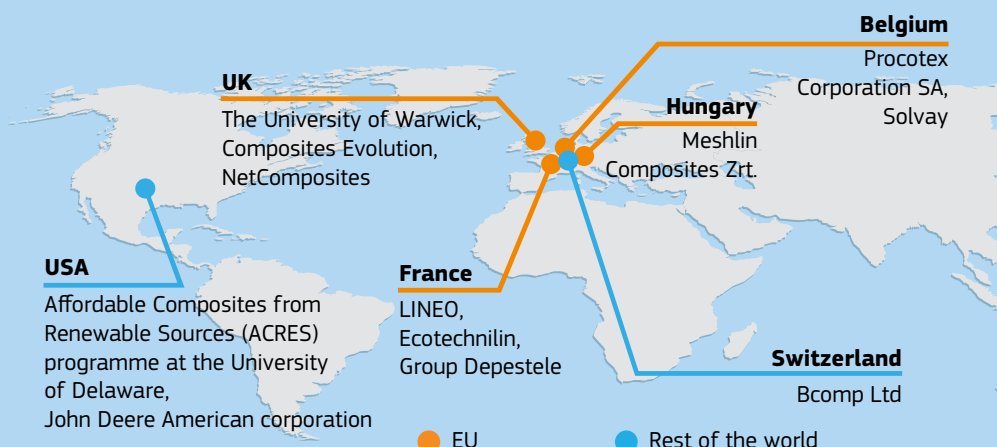 Belgium
Procotex
Corporation SA,
Solvay
UK
The University of Warwick,
Composites Evolution,
NetComposites
Hungary
Meshlin
Composites Zrt.
USA
Affordable Composites from
Renewable Sources (ACRES)
programme at the University
of Delaware,
John Deere American corporation
France
LINEO,
Ecotechnilin,
Group Depestele
Switzerland
Bcomp Ltd
EU
Rest of the world